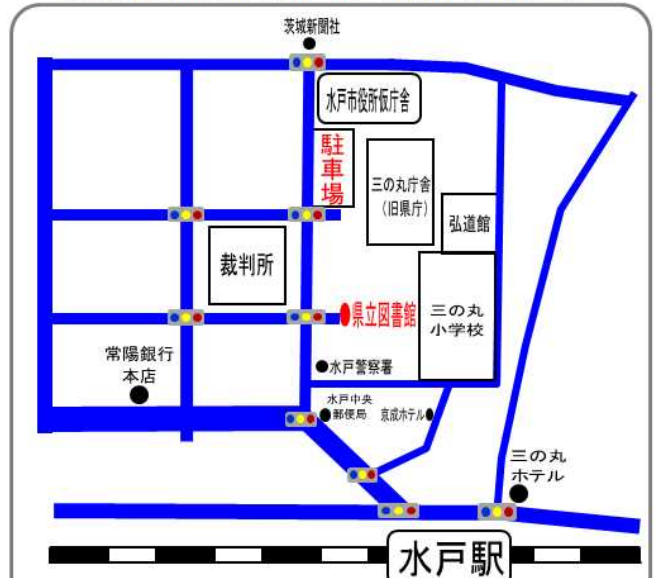 茨城新聞社
水戸市役所仮庁舎
駐車場
三の丸庁舎
(旧県庁)
弘道館
裁判所
県立図書館
三の丸
小学校
常陽銀行
本店
水戸警察署
水戸中央
郵便局
京成ホテル
三の丸
ホテル
水戸駅